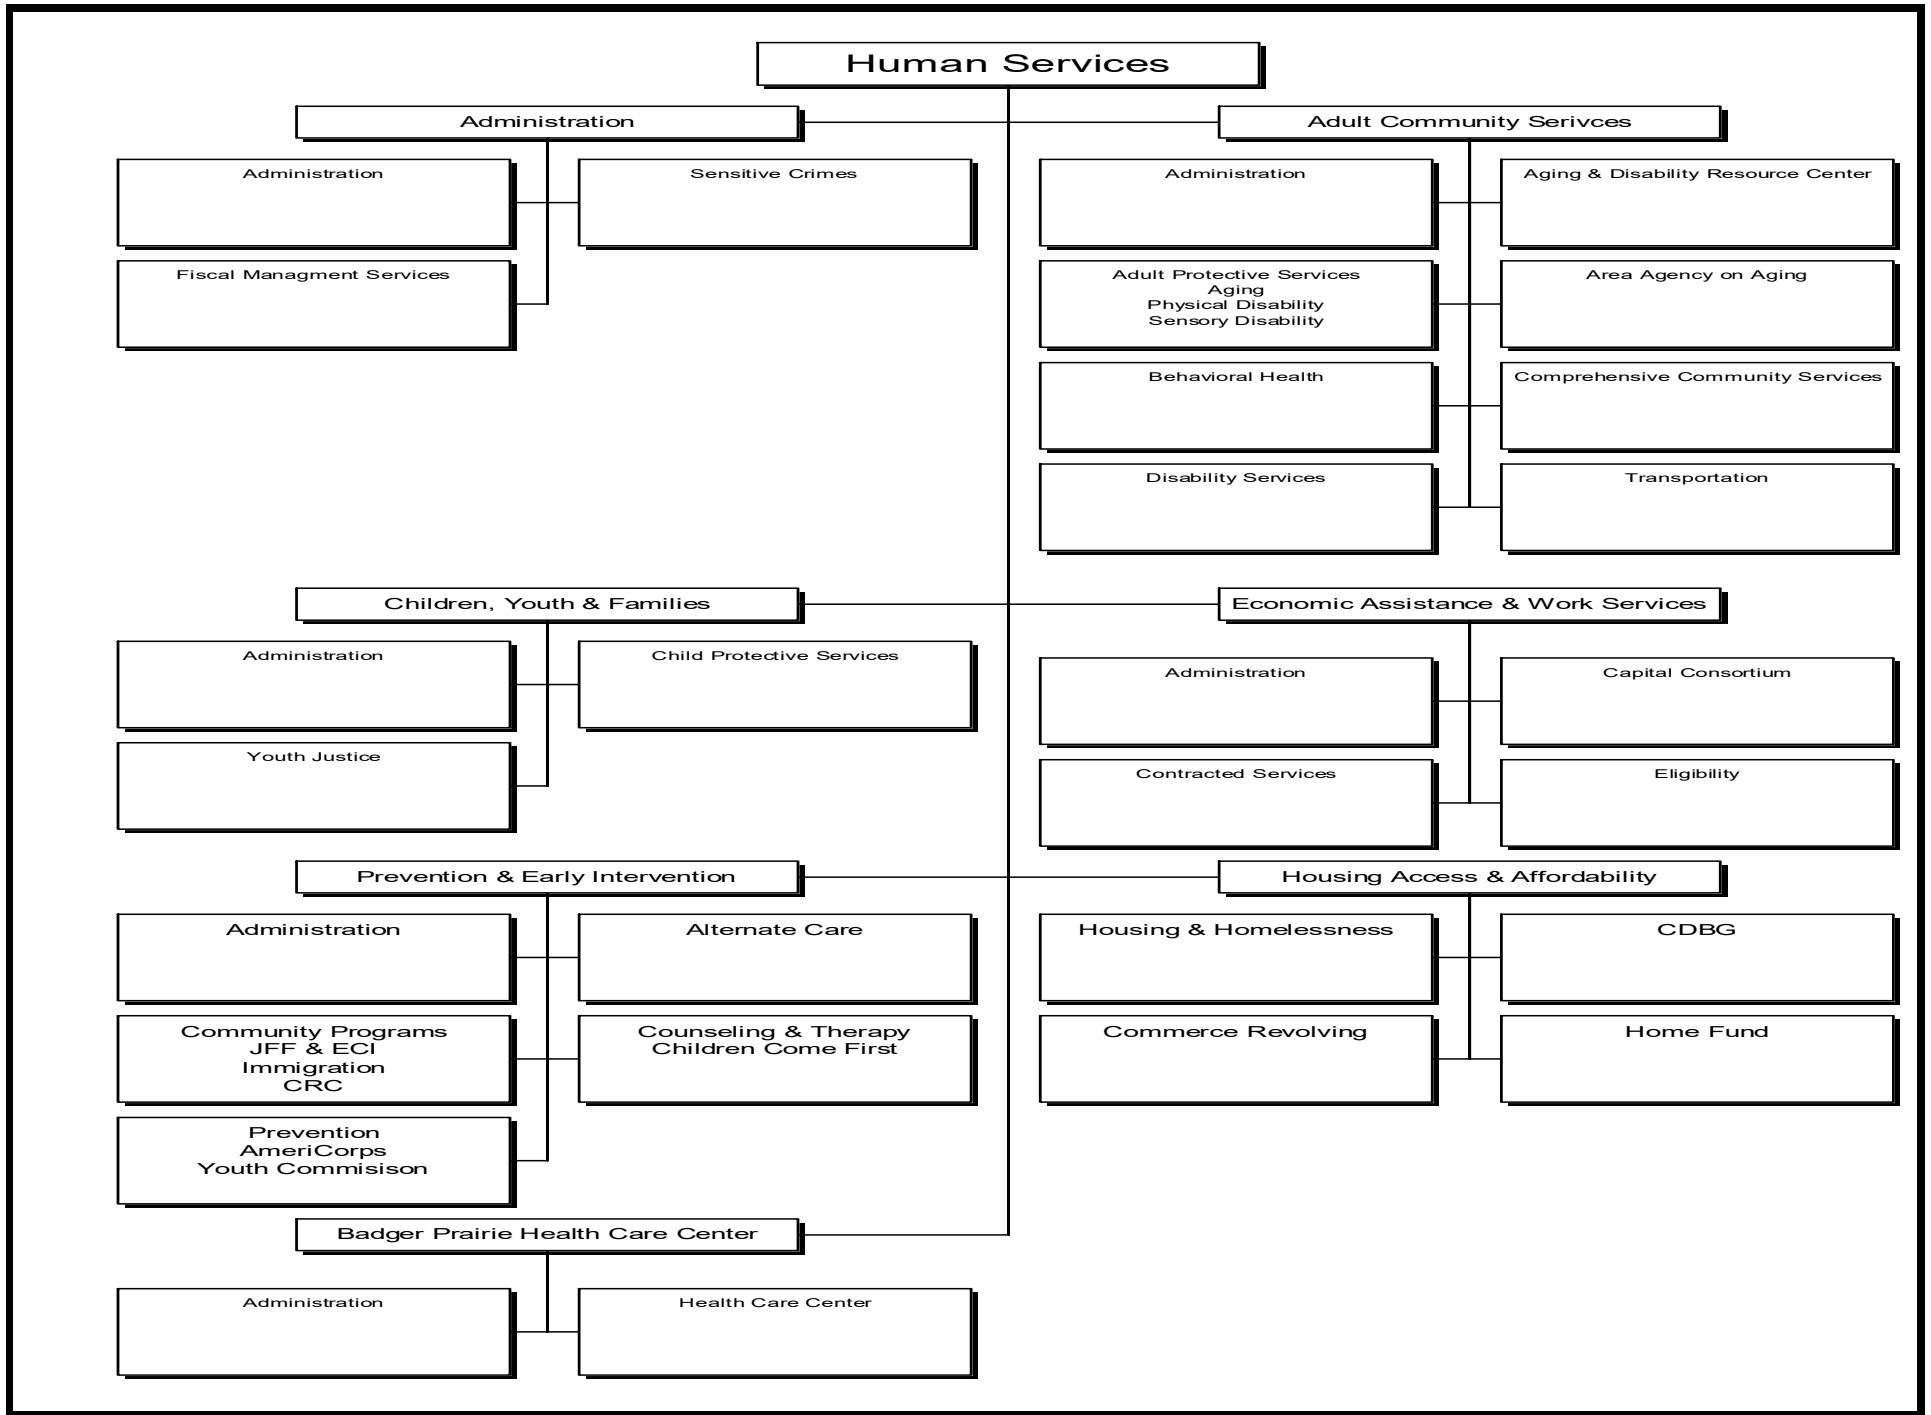 Human Services
Administration
Adult Community Serivces
Administration
Sensitive Crimes
Administration
Aging & Disability Resource Center
Fiscal Managment Services
Adult Protective Services
Aging
Physical Disability
Sensory Disability
Area Agency on Aging
Behavioral Health
Comprehensive Community Services
Disability Services
Transportation
Children, Youth & Families
Economic Assistance & Work Services
Administration
Child Protective Services
Administration
Capital Consortium
Youth Justice
Contracted Services
Eligibility
Prevention & Early Intervention
Housing Access & Affordability
Administration
Alternate Care
Housing & Homelessness
CDBG
Community Programs
JFF & ECI
Immigration
CRC
Counseling & Therapy
Children Come First
Commerce Revolving
Home Fund
Prevention
AmeriCorps
Youth Commisison
Badger Prairie Health Care Center
Administration
Health Care Center